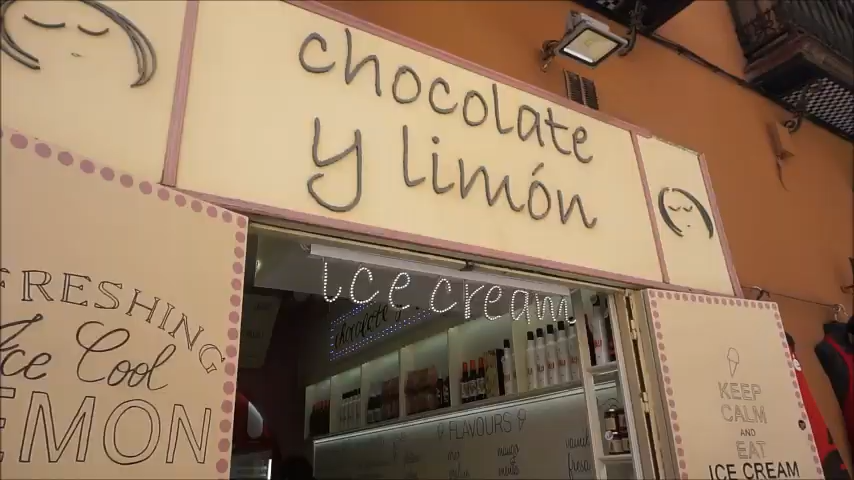 chocolate
y limón
ice cream
chocolate
FRESHING
Ice Cool
EMON
FLAVOURS
KEEP
CALM
AND
EAT
ICE CREAM